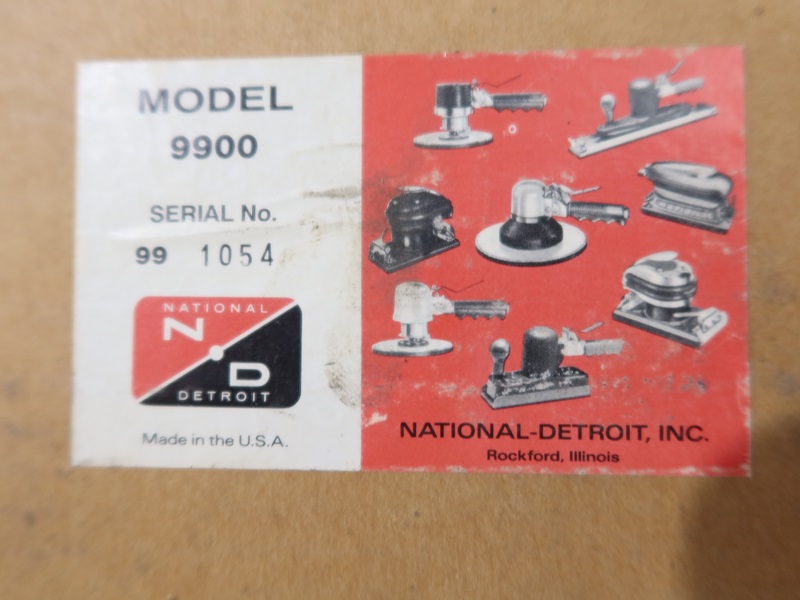 MODEL
9900
SERIAL No.
99 1054
NATIONAL
N
D
DETROIT
Made in the U.S.A.
NATIONAL-DETROIT, INC.
Rockford, Illinois